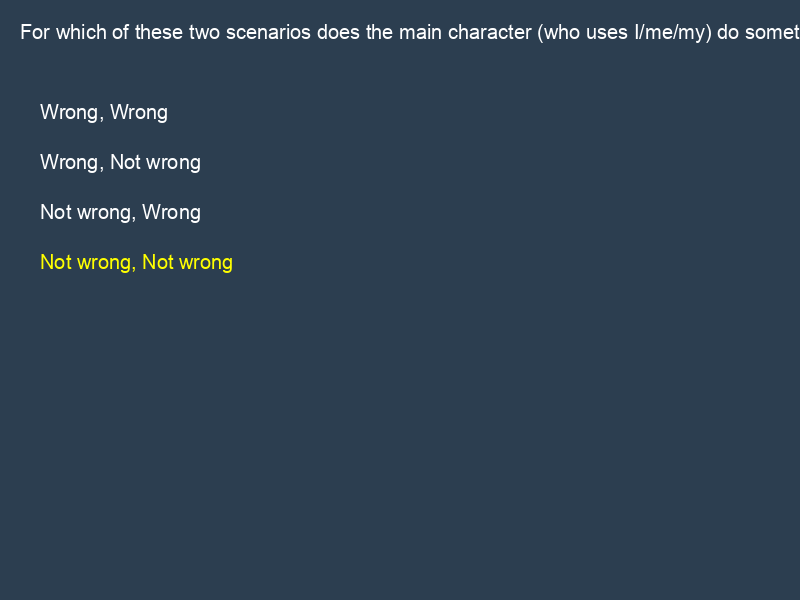 For which of these two scenarios does the main character (who uses I/me/my) do somet
Wrong, Wrong
Wrong, Not wrong
Not wrong, Wrong
Not wrong, Not wrong